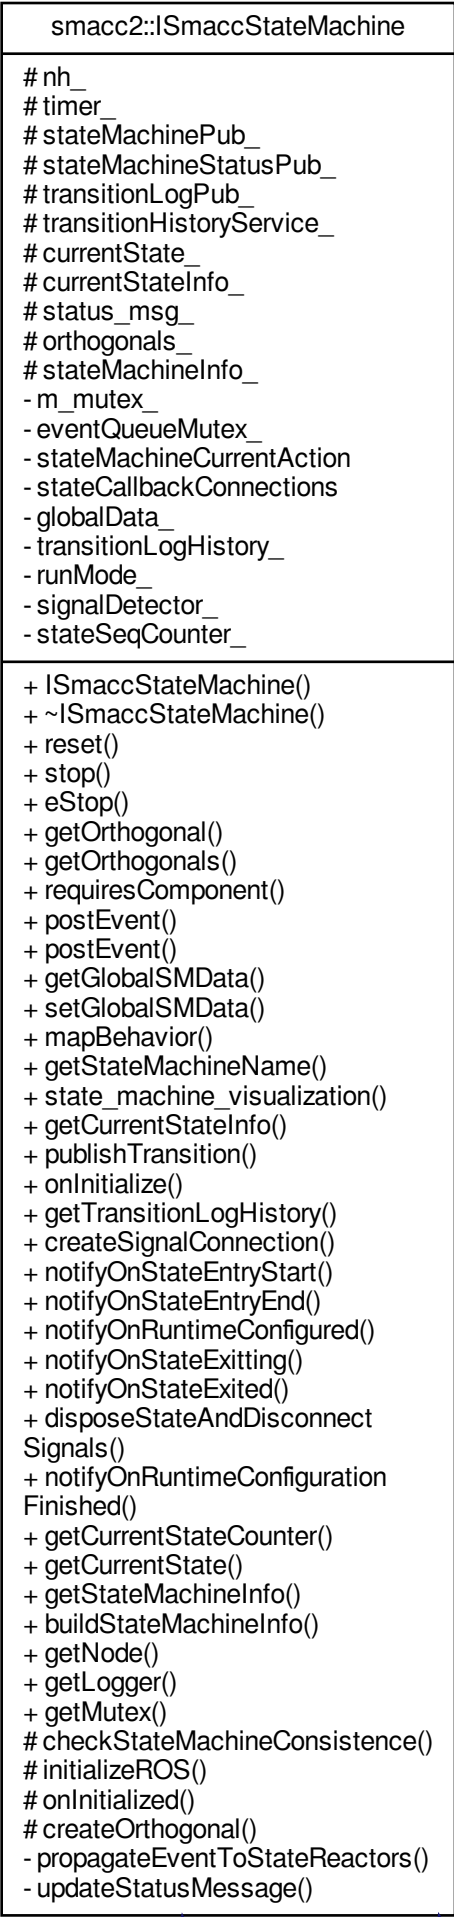 smacc2::ISmaccStateMachine
# nh_
# timer_
# stateMachinePub_
# stateMachineStatusPub_
# transitionLogPub_
# transitionHistoryService_
# currentState_
# currentStateInfo_
# status_msg_
# orthogonals_
# stateMachineInfo_
- m_mutex_
- eventQueueMutex_
- stateMachineCurrentAction
- stateCallbackConnections
- globalData_
- transitionLogHistory_
- runMode_
- signalDetector_
- stateSeqCounter_
+ ISmaccStateMachine()
+ ~ISmaccStateMachine()
+ reset()
+ stop()
+ eStop()
+ getOrthogonal()
+ getOrthogonals()
+ requiresComponent()
+ postEvent()
+ postEvent()
+ getGlobalSMData()
+ setGlobalSMData()
+ mapBehavior()
+ getStateMachineName()
+ state_machine_visualization()
+ getCurrentStateInfo()
+ publishTransition()
+ onInitialize()
+ getTransitionLogHistory()
+ createSignalConnection()
+ notifyOnStateEntryStart()
+ notifyOnStateEntryEnd()
+ notifyOnRuntimeConfigured()
+ notifyOnStateExitting()
+ notifyOnStateExited()
+ disposeStateAndDisconnect
Signals()
+ notifyOnRuntimeConfiguration
Finished()
+ getCurrentStateCounter()
+ getCurrentState()
+ getStateMachineInfo()
+ buildStateMachineInfo()
+ getNode()
+ getLogger()
+ getMutex()
# checkStateMachineConsistence()
# initializeROS()
# onInitialized()
# createOrthogonal()
- propagateEventToStateReactors()
- updateStatusMessage()